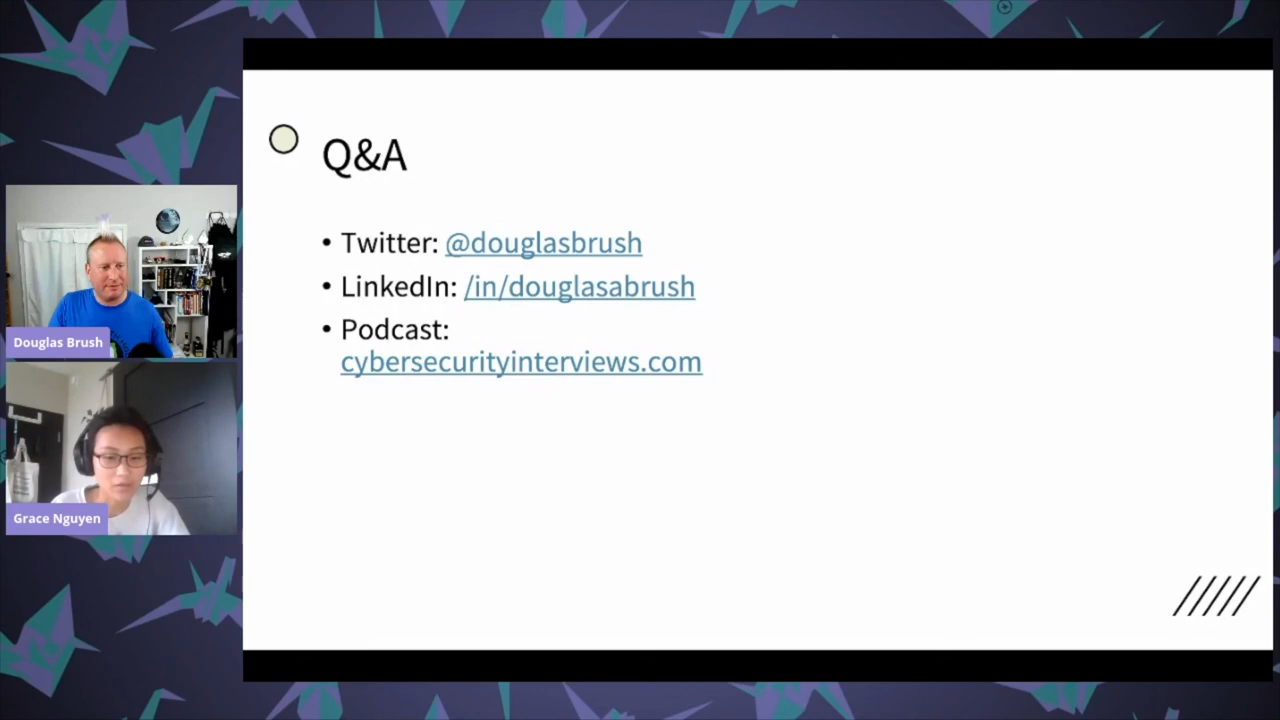 Q&A
• Twitter: @douglasbrush
• LinkedIn: /in/douglasabrush
• Podcast:
cybersecurityinterviews.com
Douglas Brush
Grace Nguyen